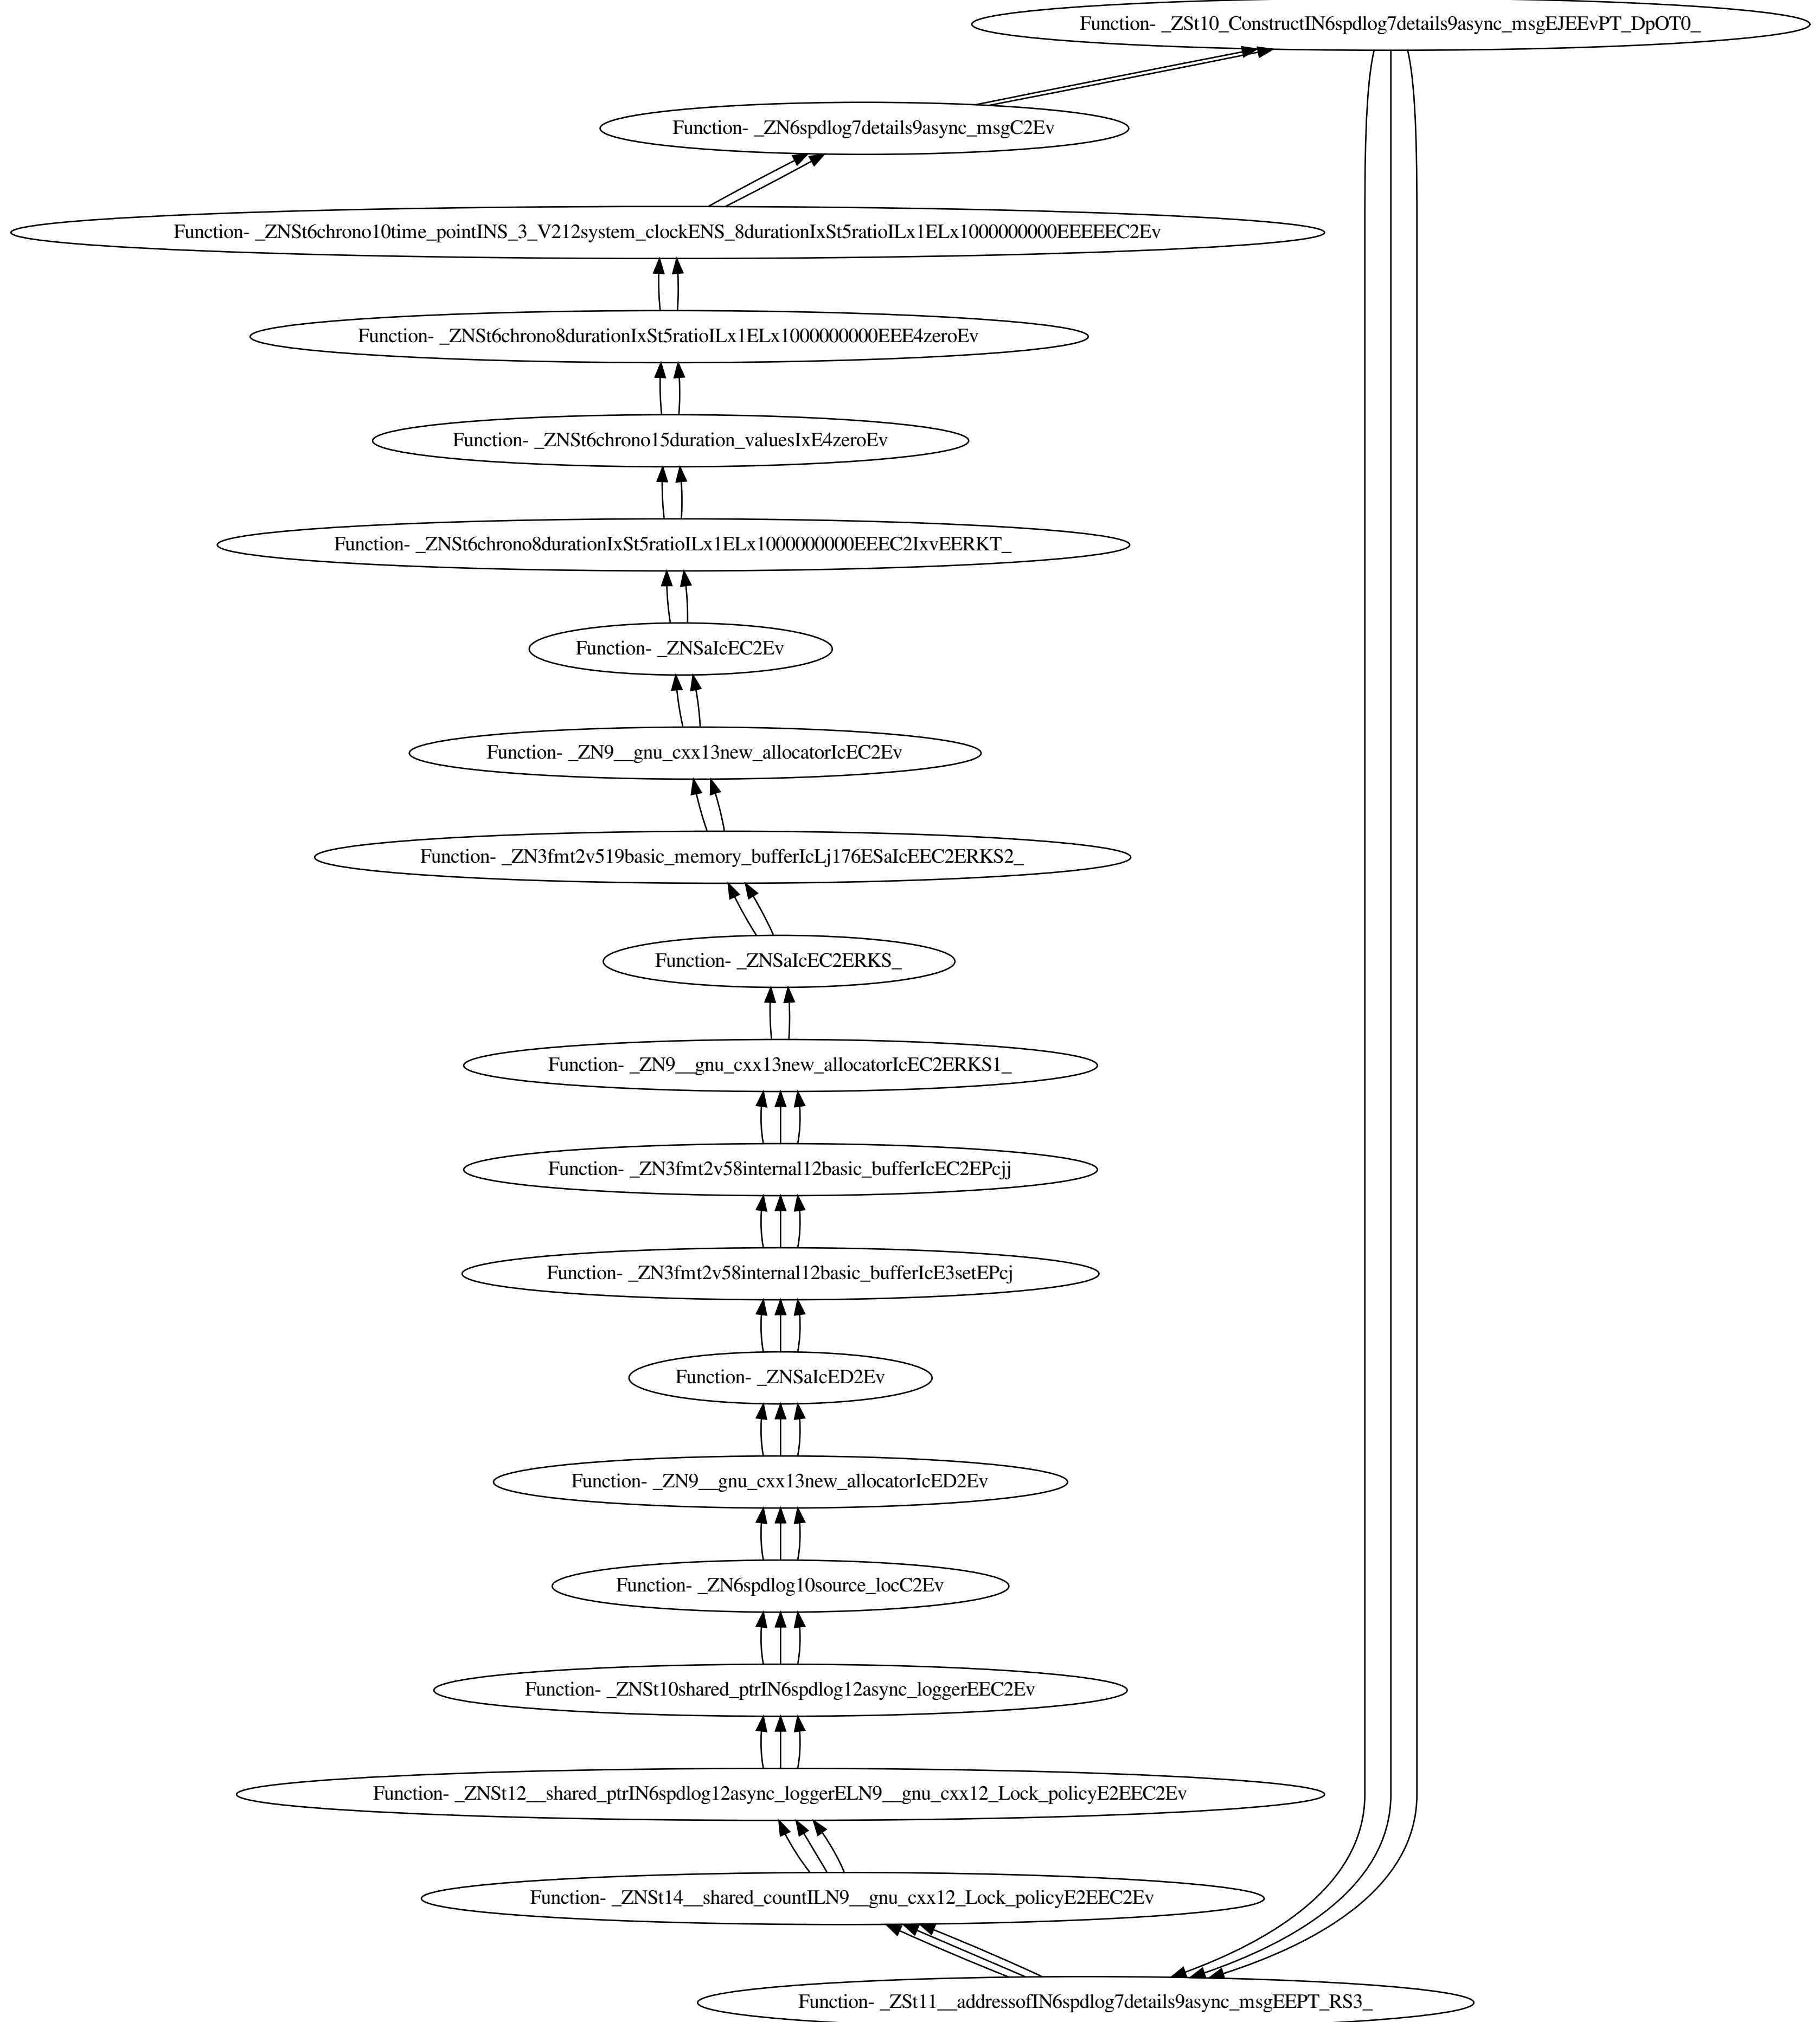 Function- _ZSt10_ConstructIN6spdlog7details9async_msgEJEEvPT_DpOT0_
Function- _ZN6spdlog7details9async_msgC2Ev
Function- _ZNSt6chrono10time_pointINS_3_V212system_clockENS_8durationIxSt5ratioILx1ELx1000000000EEEEEC2Ev
Function- _ZNSt6chrono8durationIxSt5ratioILx1ELx1000000000EEE4zeroEv
Function- _ZNSt6chrono15duration_valuesIxE4zeroEv
Function- _ZNSt6chrono8durationIxSt5ratioILx1ELx1000000000EEEC2IxvEERKT_
Function- _ZNSaIcEC2Ev
Function- _ZN9__gnu_cxx13new_allocatorIcEC2Ev
Function- _ZN3fmt2v519basic_memory_bufferIcLj176ESaIcEEC2ERKS2_
Function- _ZNSaIcEC2ERKS_
Function- _ZN9__gnu_cxx13new_allocatorIcEC2ERKS1_
Function- _ZN3fmt2v58internal12basic_bufferIcEC2EPcjj
Function- _ZN3fmt2v58internal12basic_bufferIcE3setEPcj
Function- _ZNSaIcED2Ev
Function- _ZN9__gnu_cxx13new_allocatorIcED2Ev
Function- _ZN6spdlog10source_locC2Ev
Function- _ZNSt10shared_ptrIN6spdlog12async_loggerEEC2Ev
Function- _ZNSt12__shared_ptrIN6spdlog12async_loggerELN9__gnu_cxx12_Lock_policyE2EEC2Ev
Function- _ZNSt14__shared_countILN9__gnu_cxx12_Lock_policyE2EEC2Ev
Function- _ZSt11__addressofIN6spdlog7details9async_msgEEPT_RS3_